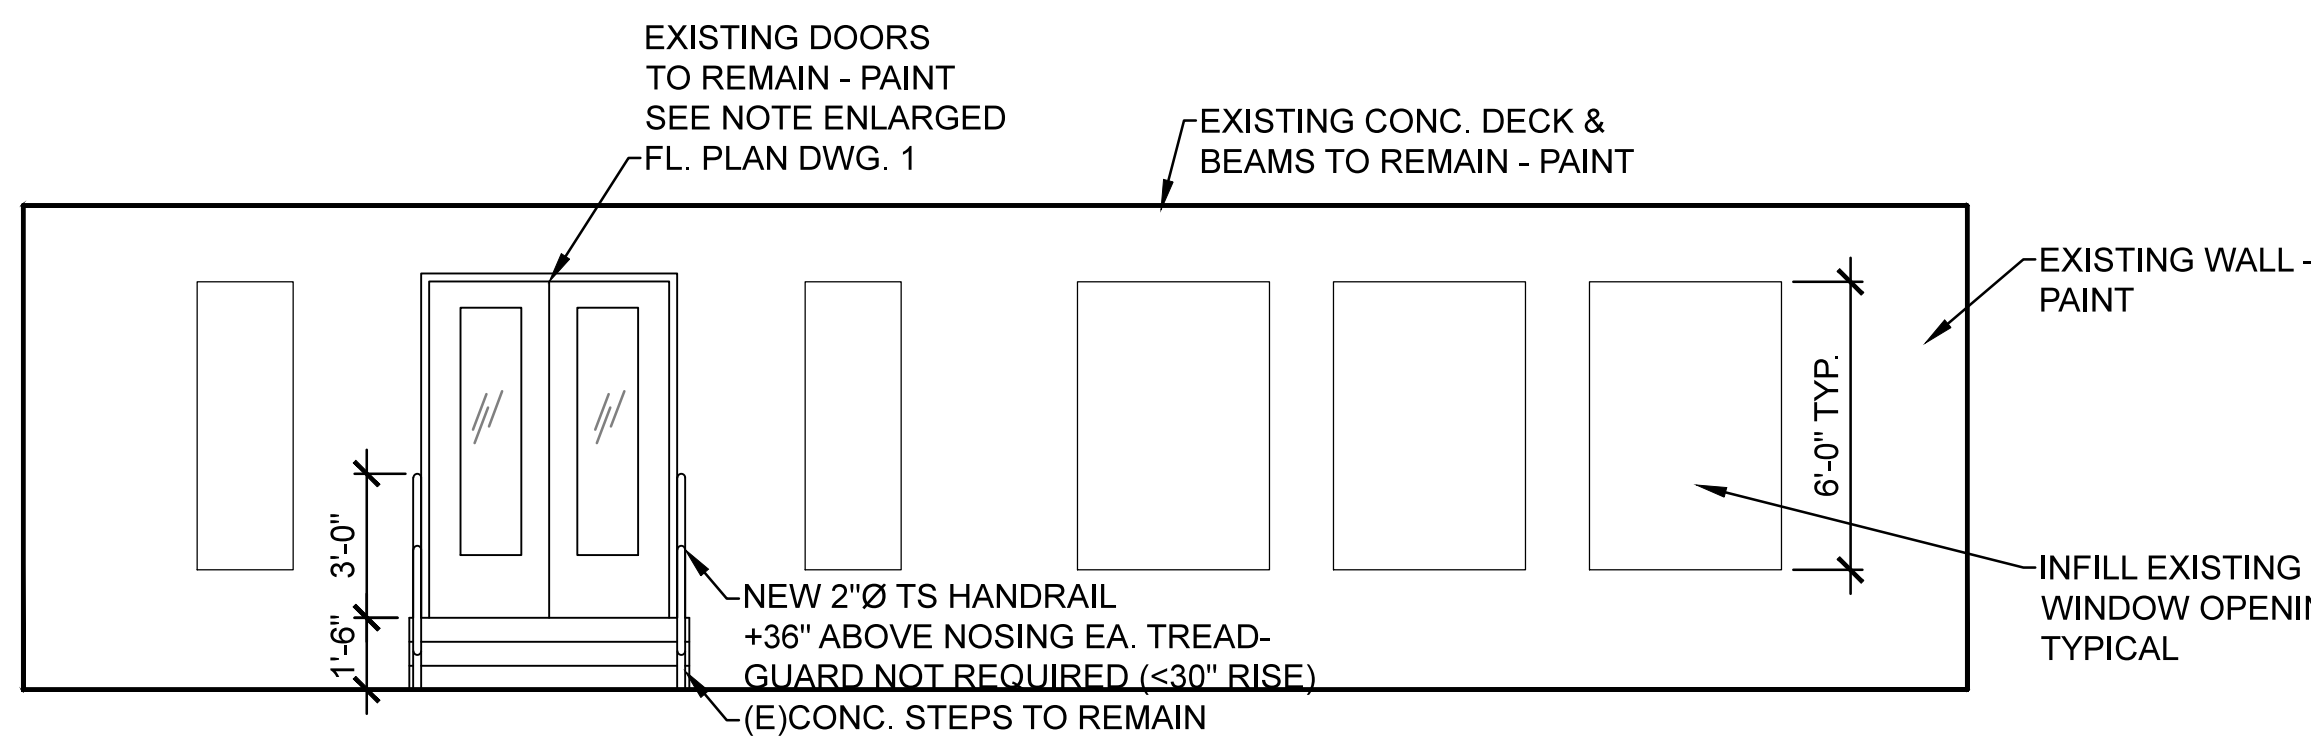 EXISTING DOORS
TO REMAIN - PAINT
SEE NOTE ENLARGED
FL. PLAN DWG. 1
EXISTING CONC. DECK &
BEAMS TO REMAIN - PAINT
EXISTING WALL -
PAINT
6'-0" TYP.
3'-0"
1'-6"
INFILL EXISTING
WINDOW
TYPICAL
NEW 2"Ø TS HANDRAIL
+36" ABOVE NOSING EA. TREAD-
GUARD NOT REQUIRED (<30" RISE)
(E)CONC. STEPS TO REMAIN